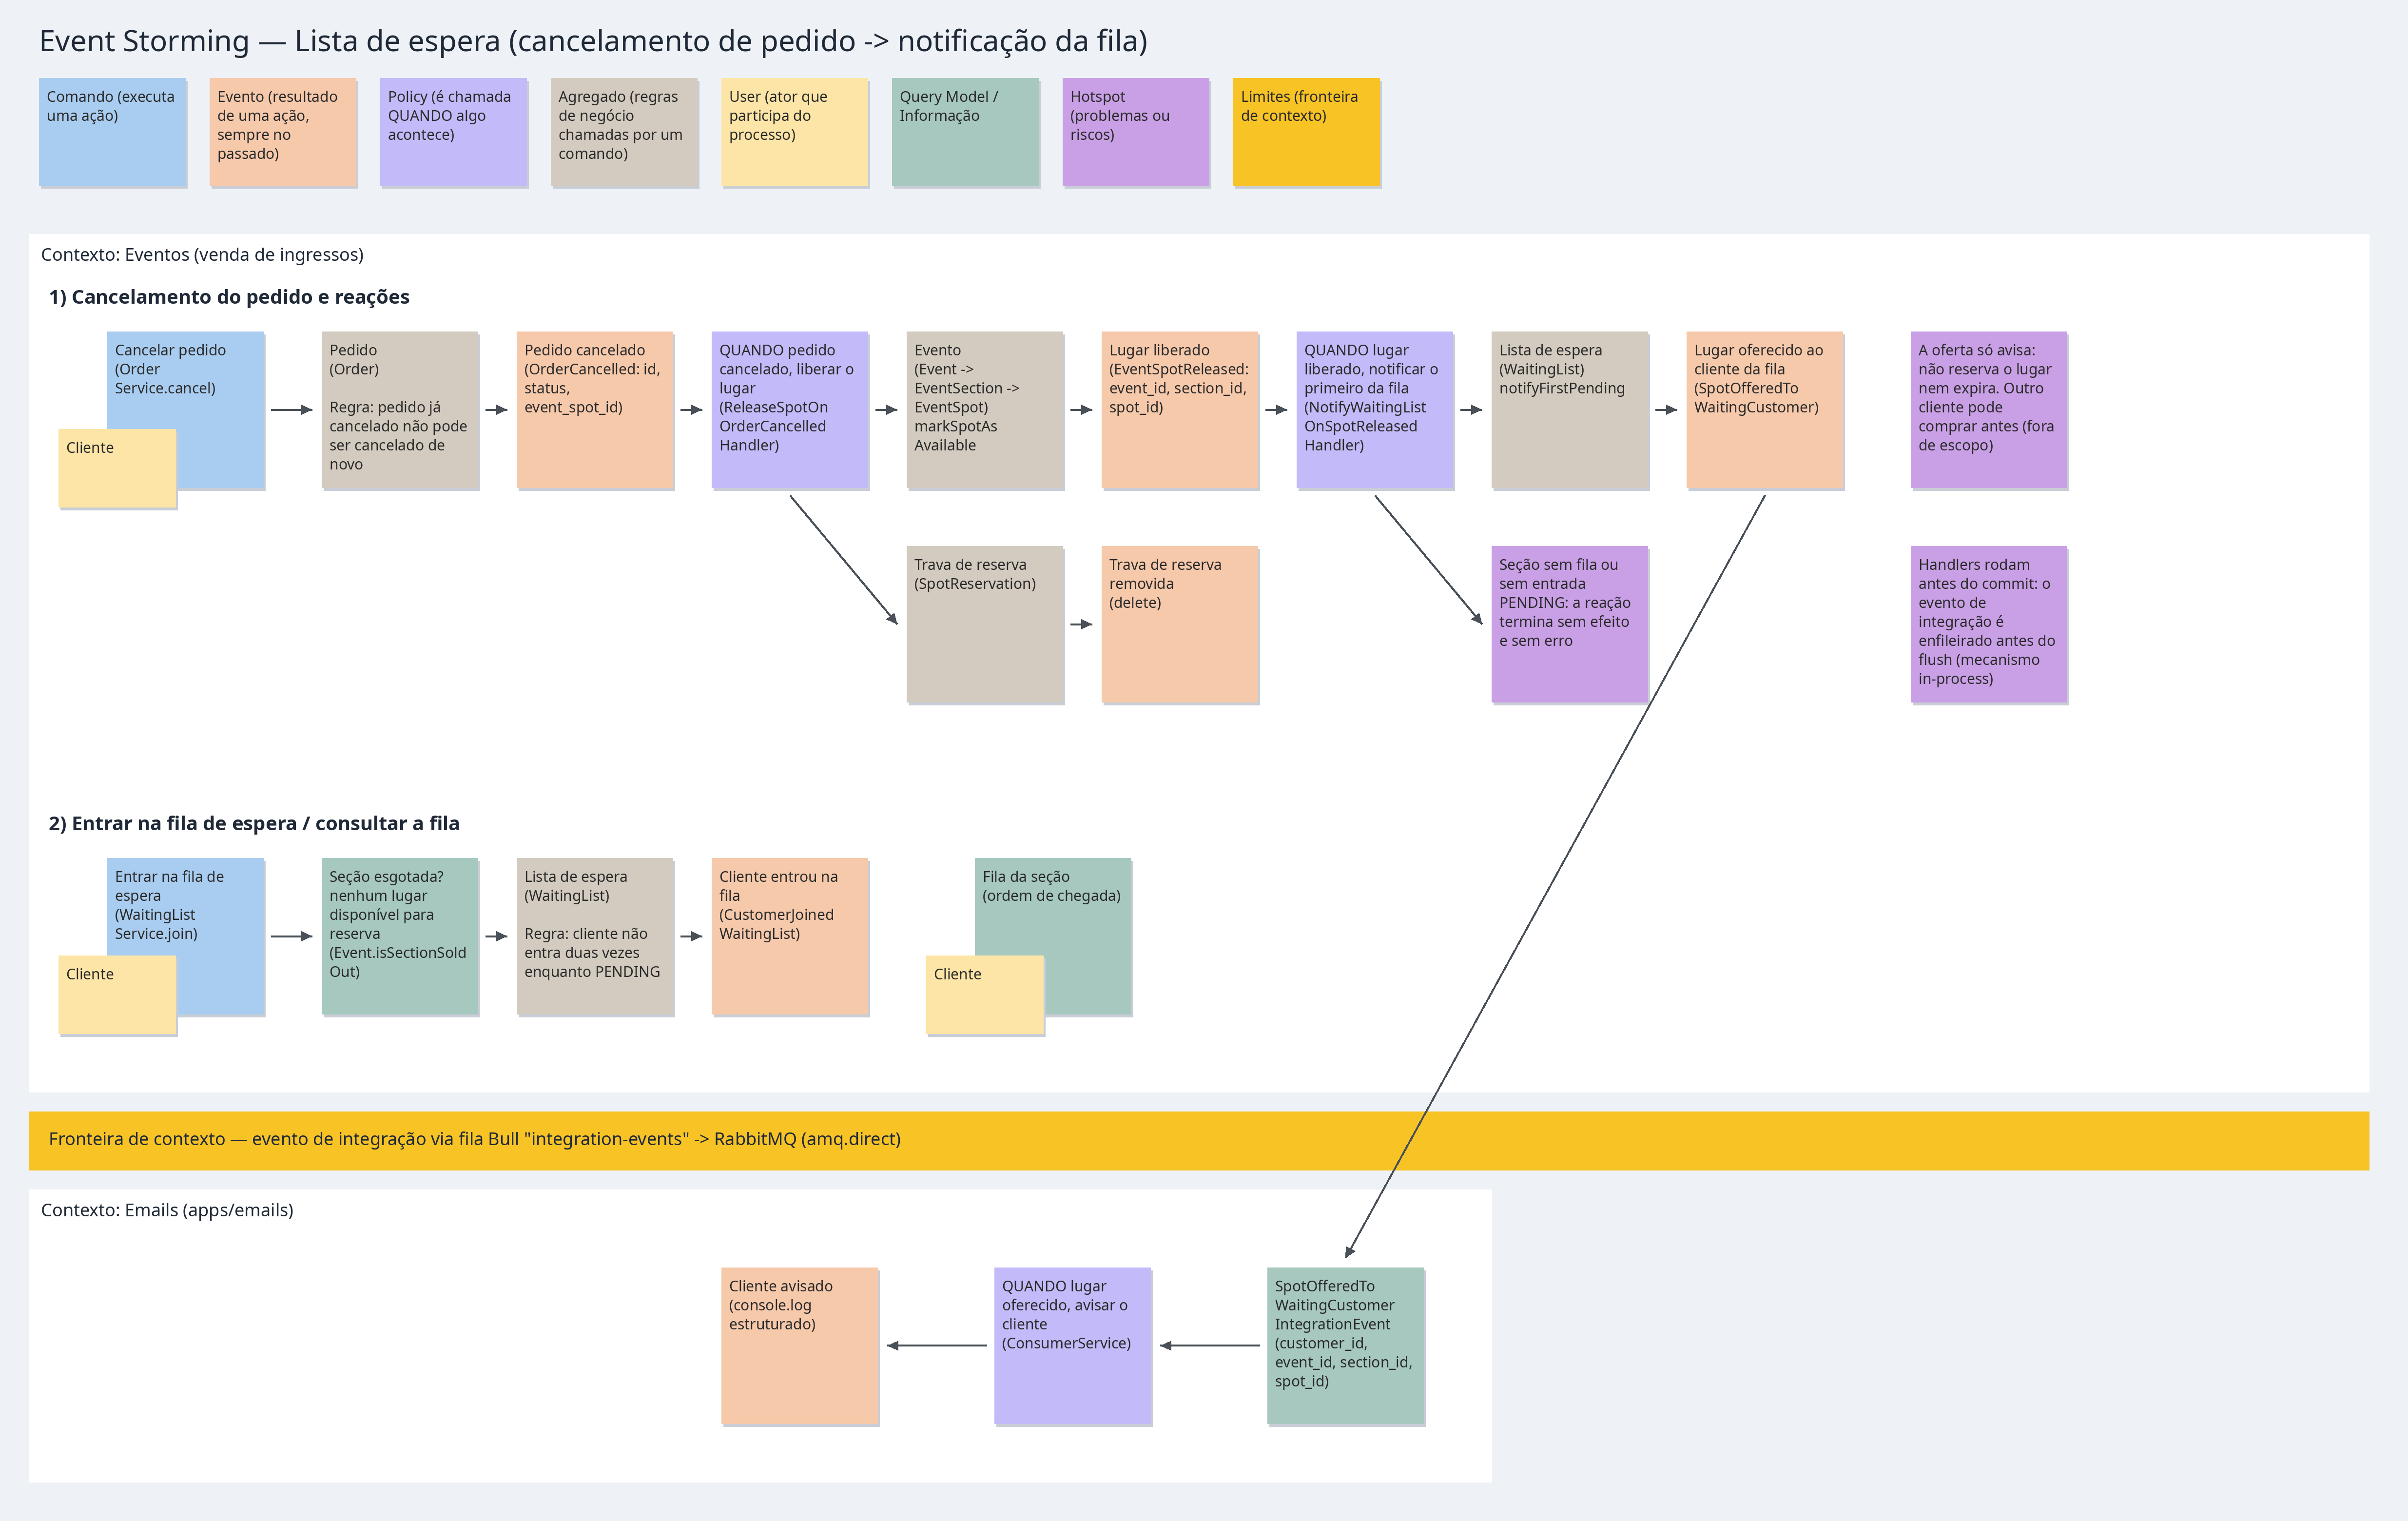 Event Storming — Lista de espera (cancelamento de pedido -> notificação da fila)
Comando (executa
uma ação)
Evento (resultado
de uma ação,
sempre no
passado)
Policy (é chamada
QUANDO algo
acontece)
Agregado (regras
de negócio
chamadas por um
comando)
User (ator que
participa do
processo)
Query Model /
Informação
Hotspot
(problemas ou
riscos)
Limites (fronteira
de contexto)
Contexto: Eventos (venda de ingressos)
1) Cancelamento do pedido e reações
Cancelar pedido
(Order
Service.cancel)
Cliente
Pedido
(Order)
Regra: pedido já
cancelado não pode
ser cancelado de
novo
Pedido cancelado
(OrderCancelled: id,
status,
event_spot_id)
QUANDO pedido
cancelado, liberar o
lugar
(ReleaseSpotOn
OrderCancelled
Handler)
Evento
(Event ->
EventSection ->
EventSpot)
markSpotAs
Available
Lugar liberado
(EventSpotReleased:
event_id, section_id,
spot_id)
QUANDO lugar
liberado, notificar o
primeiro da fila
(NotifyWaitingList
OnSpotReleased
Handler)
Lista de espera
(WaitingList)
notifyFirstPending
Lugar oferecido ao
cliente da fila
(SpotOfferedTo
WaitingCustomer)
A oferta só avisa:
não reserva o lugar
nem expira. Outro
cliente pode
comprar antes (fora
de escopo)
Trava de reserva
(SpotReservation)
Trava de reserva
removida
(delete)
Seção sem fila ou
sem entrada
PENDING: a reação
termina sem efeito
e sem erro
Handlers rodam
antes do commit: o
evento de
integração é
enfileirado antes do
flush (mecanismo
in-process)
2) Entrar na fila de espera / consultar a fila
Entrar na fila de
espera
(WaitingList
Service.join)
Cliente
Seção esgotada?
nenhum lugar
disponível para
reserva
(Event.isSectionSold
Out)
Lista de espera
(WaitingList)
Regra: cliente não
entra duas vezes
enquanto PENDING
Cliente entrou na
fila
(CustomerJoined
WaitingList)
Fila da seção
(ordem de chegada)
Cliente
Fronteira de contexto — evento de integração via fila Bull "integration-events" -> RabbitMQ (amq.direct)
Contexto: Emails (apps/emails)
Cliente avisado
(console.log
estruturado)
QUANDO lugar
oferecido, avisar o
cliente
(ConsumerService)
SpotOfferedTo
WaitingCustomer
IntegrationEvent
(customer_id,
event_id, section_id,
spot_id)